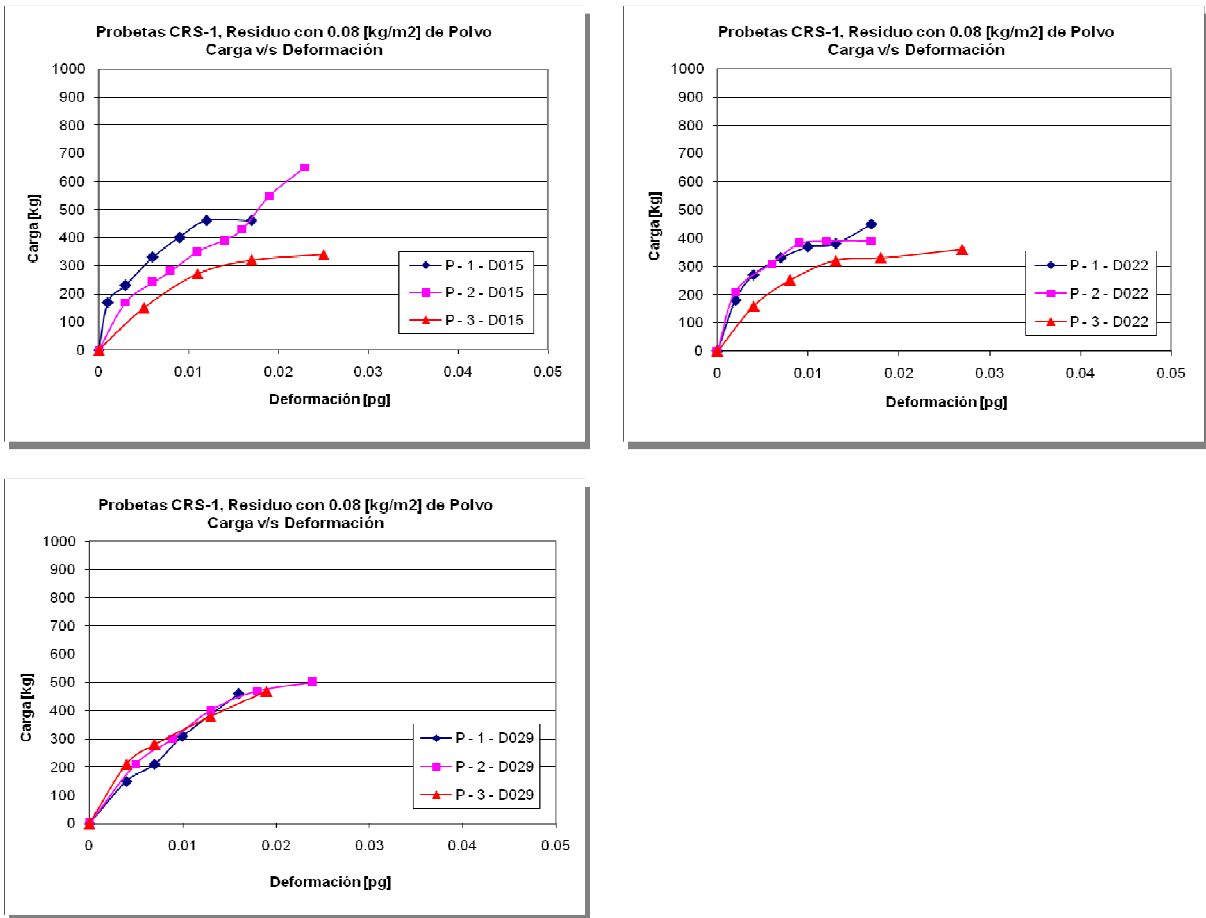 Probetas CRS-1, Residuo con 0.08 [kg/m2] de Polvo
Carga v/s Deformación
1000
900
800
700
600
500
400
300
200
100
0
Carga [kg]
0 0.01 0.02 0.03 0.04 0.05
Deformación [pg]
P - 1 - D015
P - 2 - D015
P - 3 - D015
Probetas CRS-1, Residuo con 0.08 [kg/m2] de Polvo
Carga v/s Deformación
1000
900
800
700
600
500
400
300
200
100
0
Carga [kg]
0 0.01 0.02 0.03 0.04 0.05
Deformación [pg]
P - 1 - D022
P - 2 - D022
P - 3 - D022
Probetas CRS-1, Residuo con 0.08 [kg/m2] de Polvo
Carga v/s Deformación
1000
900
800
700
600
500
400
300
200
100
0
Carga [kg]
0 0.01 0.02 0.03 0.04 0.05
Deformación [pg]
P - 1 - D029
P - 2 - D029
P - 3 - D029